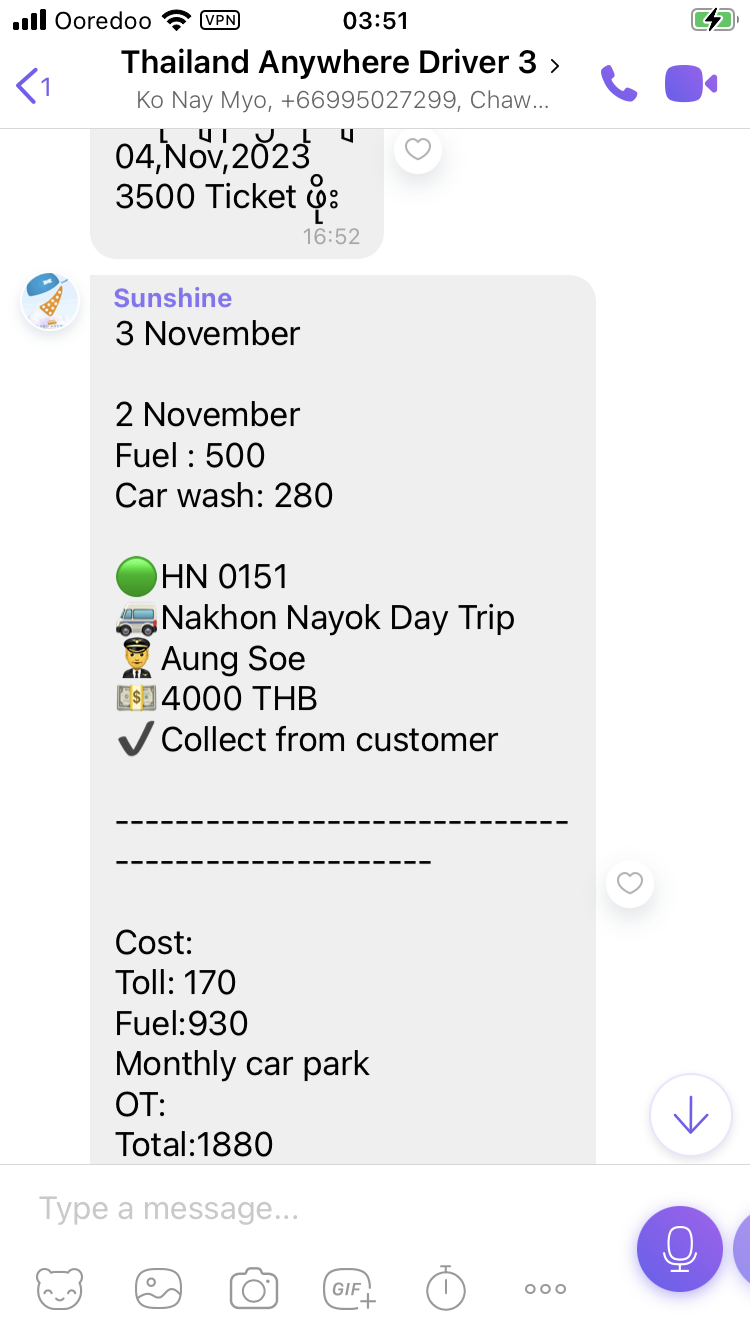 Ooredoo
VPN
03:51
1
Thailand Anywhere Driver 3
Ko Nay Myo, +66995027299, Chaw...
04,Nov,2023
3500 Ticket ဖိုး
16:52
Sunshine
3 November
2 November
Fuel : 500
Car wash: 280
HN 0151
Nakhon Nayok Day Trip
Aung Soe
4000 THB
Collect from customer
------------------------------
---------------------
Cost:
Toll: 170
Fuel:930
Monthly car park
OT:
Total:1880
Type a message...
GIF